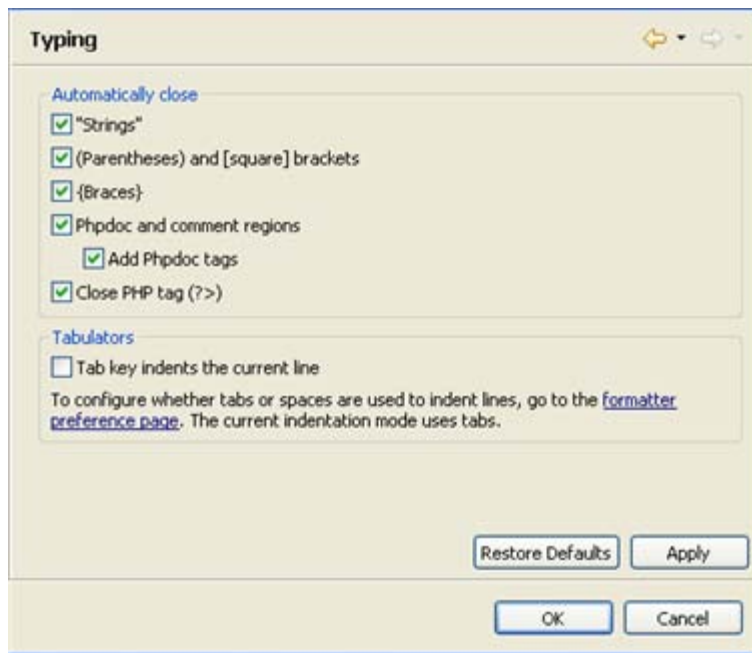 Typing
Automatically close
"Strings"
(Parentheses) and [square] brackets
{Braces}
Phpdoc and comment regions
Add Phpdoc tags
Close PHP tag (?>)
Tabulators
Tab key indents the current line
To configure whether tabs or spaces are used to indent lines, go to the formatter
preference page. The current indentation mode uses tabs.
Restore Defaults Apply
OK Cancel